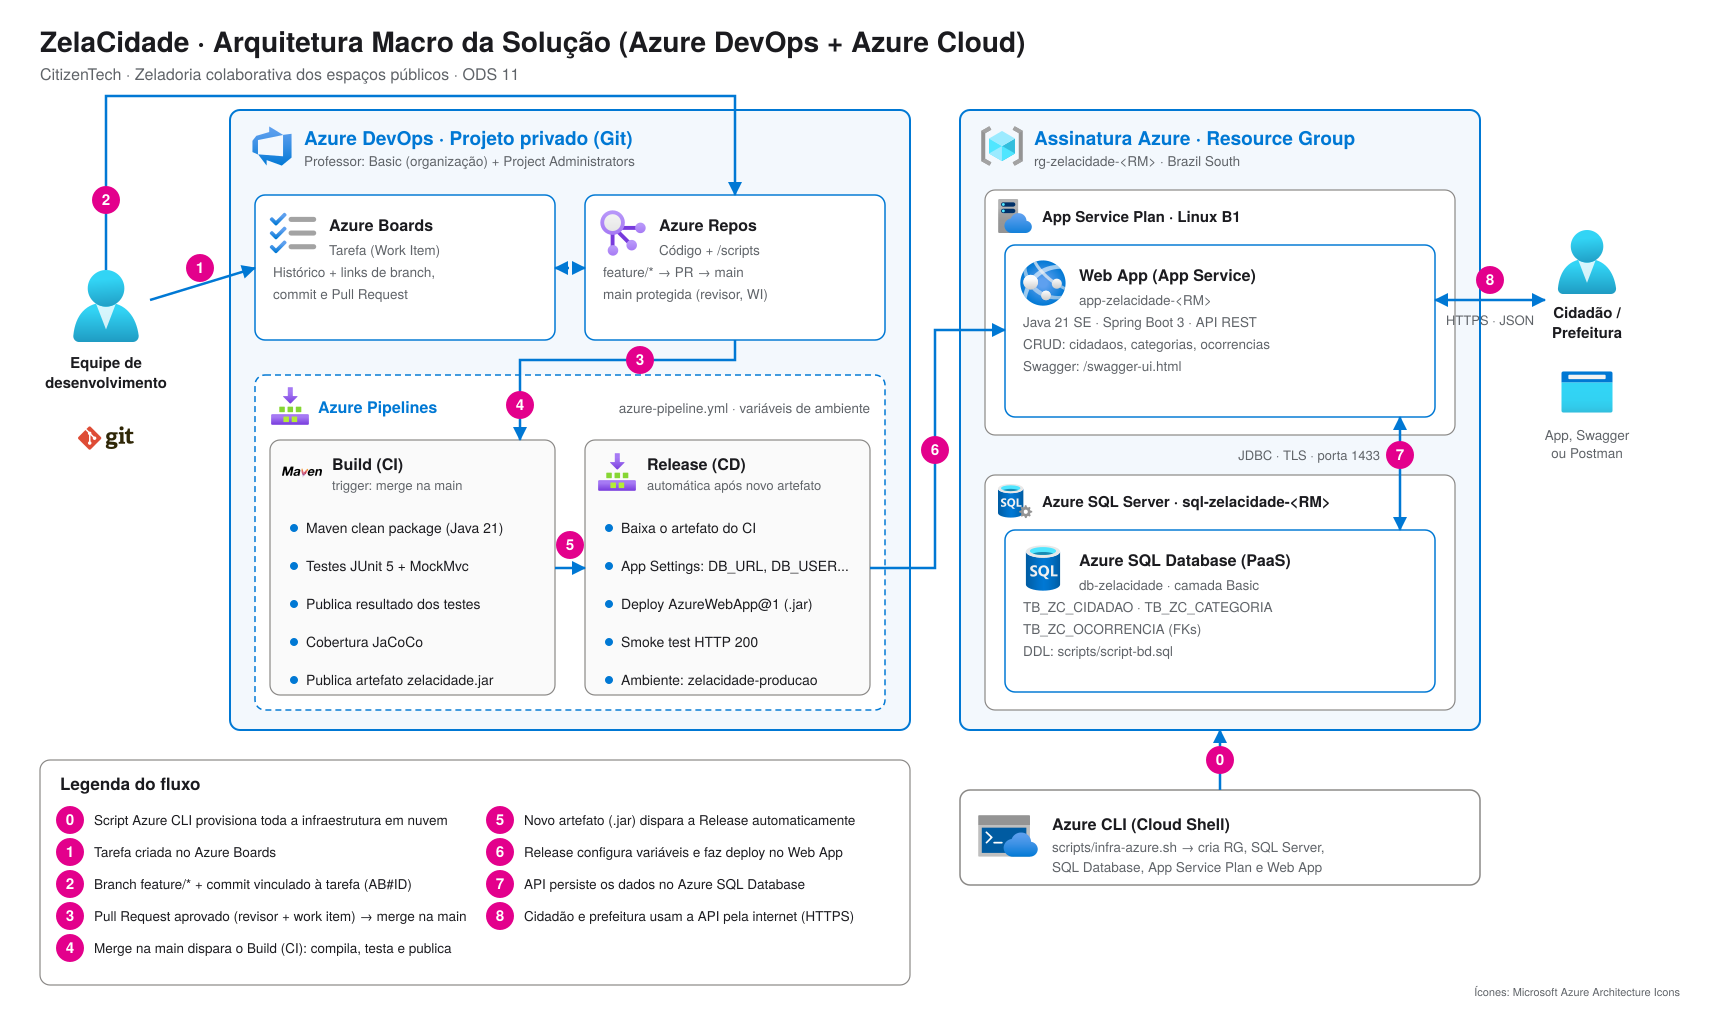 ZelaCidade · Arquitetura Macro da Solução (Azure DevOps + Azure Cloud)
CitizenTech · Zeladoria colaborativa dos espaços públicos · ODS 11
Azure DevOps · Projeto privado (Git)
Professor: Basic (organização) + Project Administrators
2
1
Equipe de
desenvolvimento
git
Azure Boards
Tarefa (Work Item)
Histórico + links de branch,
commit e Pull Request
Azure Repos
Código + /scripts
feature/* → PR → main
main protegida (revisor, WI)
3
4
Azure Pipelines
azure-pipeline.yml · variáveis de ambiente
Maven
Build (CI)
trigger: merge na main
Maven clean package (Java 21)
Testes JUnit 5 + MockMvc
Publica resultado dos testes
Cobertura JaCoCo
Publica artefato zelacidade.jar
5
Release (CD)
automática após novo artefato
Baixa o artefato do CI
App Settings: DB_URL, DB_USER...
Deploy AzureWebApp@1 (.jar)
Smoke test HTTP 200
Ambiente: zelacidade-producao
6
Assinatura Azure · Resource Group
rg-zelacidade-<RM> · Brazil South
App Service Plan · Linux B1
Web App (App Service)
app-zelacidade-<RM>
Java 21 SE · Spring Boot 3 · API REST
CRUD: cidadaos, categorias, ocorrencias
Swagger: /swagger-ui.html
8
HTTPS · JSON
Cidadão /
Prefeitura
App, Swagger
ou Postman
JDBC · TLS · porta 1433
7
SQL
Azure SQL Server · sql-zelacidade-<RM>
SQL
Azure SQL Database (PaaS)
db-zelacidade · camada Basic
TB_ZC_CIDADAO · TB_ZC_CATEGORIA
TB_ZC_OCORRENCIA (FKs)
DDL: scripts/script-bd.sql
0
Azure CLI (Cloud Shell)
scripts/infra-azure.sh → cria RG, SQL Server,
SQL Database, App Service Plan e Web App
Legenda do fluxo
0 Script Azure CLI provisiona toda a infraestrutura em nuvem
1 Tarefa criada no Azure Boards
2 Branch feature/* + commit vinculado à tarefa (AB#ID)
3 Pull Request aprovado (revisor + work item) → merge na main
4 Merge na main dispara o Build (CI): compila, testa e publica
5 Novo artefato (.jar) dispara a Release automaticamente
6 Release configura variáveis e faz deploy no Web App
7 API persiste os dados no Azure SQL Database
8 Cidadão e prefeitura usam a API pela internet (HTTPS)
Ícones: Microsoft Azure Architecture Icons